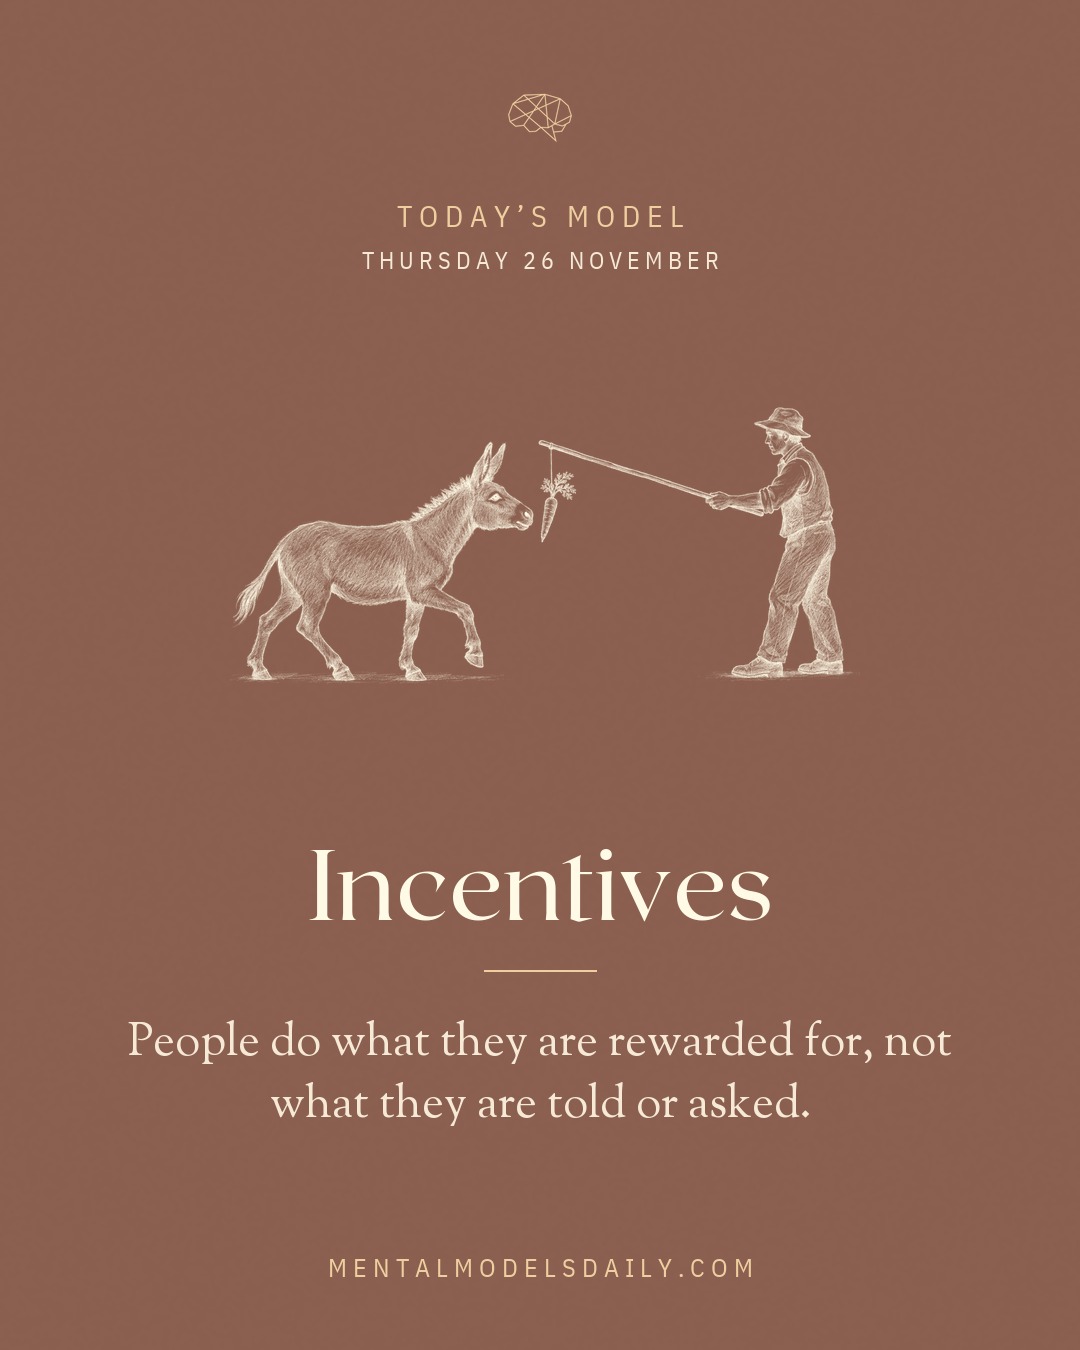 TODAY’S MODEL
THURSDAY 26 NOVEMBER
Incentives
People do what they are rewarded for, not
what they are told or asked.
MENTALMODELSDAILY.COM